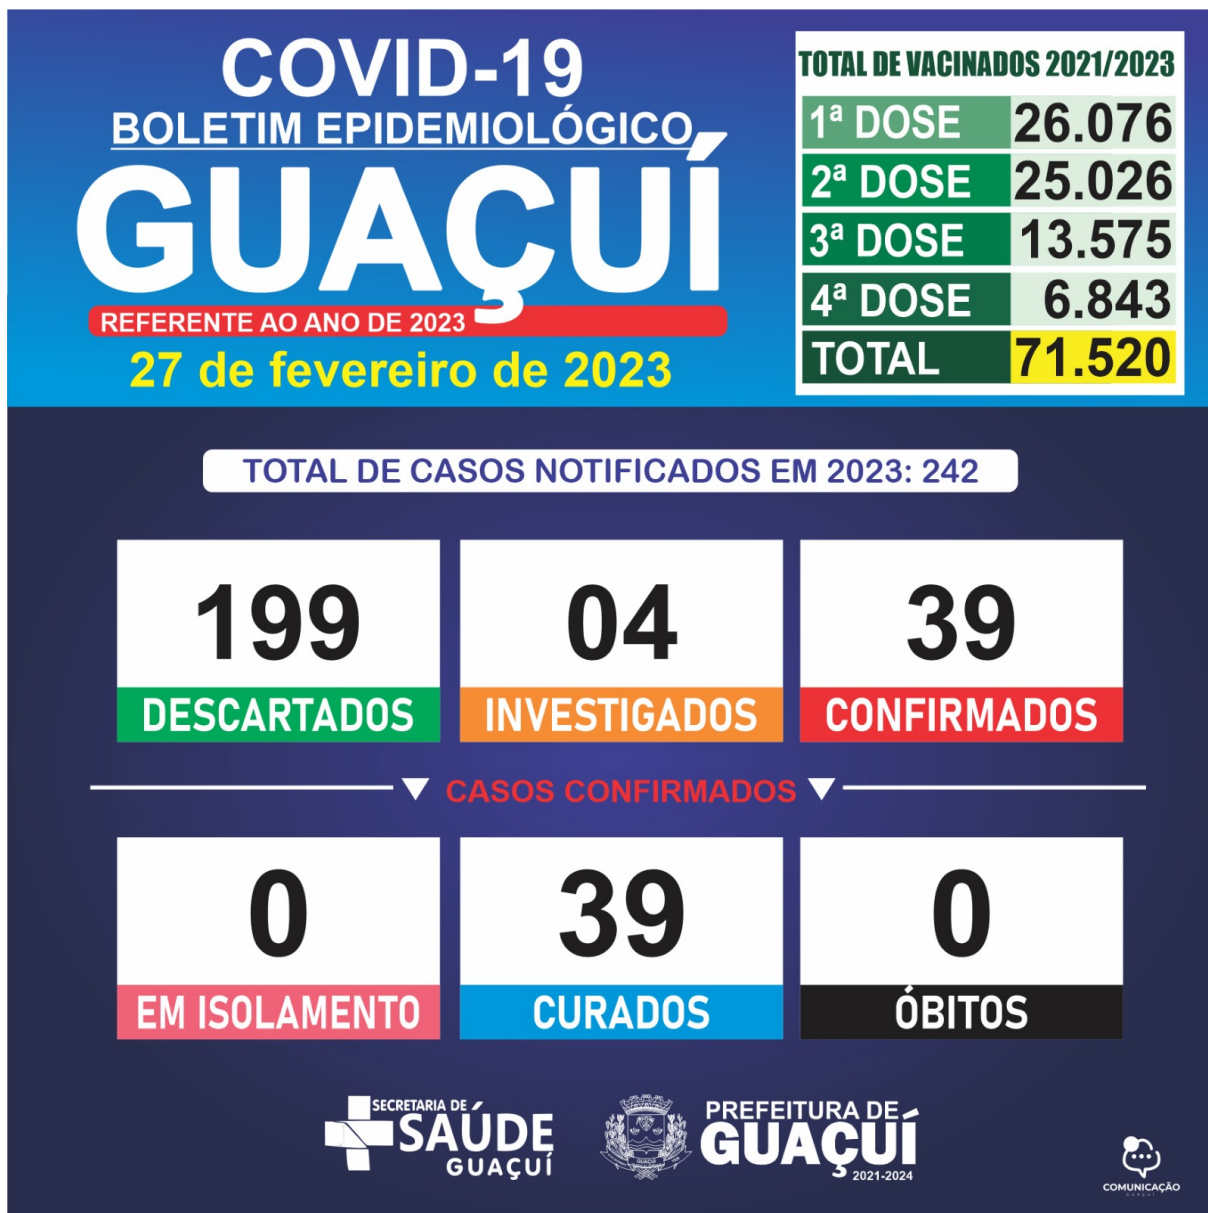 COVID-19
BOLETIM EPIDEMIOLÓGICO
GUAÇUÍ
REFERENTE AO ANO DE 2023
27 de fevereiro de 2023
TOTAL DE VACINADOS 2021/2023
1ª DOSE 26.076
2ª DOSE 25.026
3ª DOSE 13.575
4ª DOSE 6.843
TOTAL 71.520
TOTAL DE CASOS NOTIFICADOS EM 2023: 242
199
DESCARTADOS
04
INVESTIGADOS
39
CONFIRMADOS
CASOS CONFIRMADOS
0
EM ISOLAMENTO
39
CURADOS
0
ÓBITOS
SECRETARIA DE
SAÚDE
GUAÇUÍ
PREFEITURA DE
GUAÇUÍ
2021-2024
COMUNICAÇÃO
GUAÇUÍ